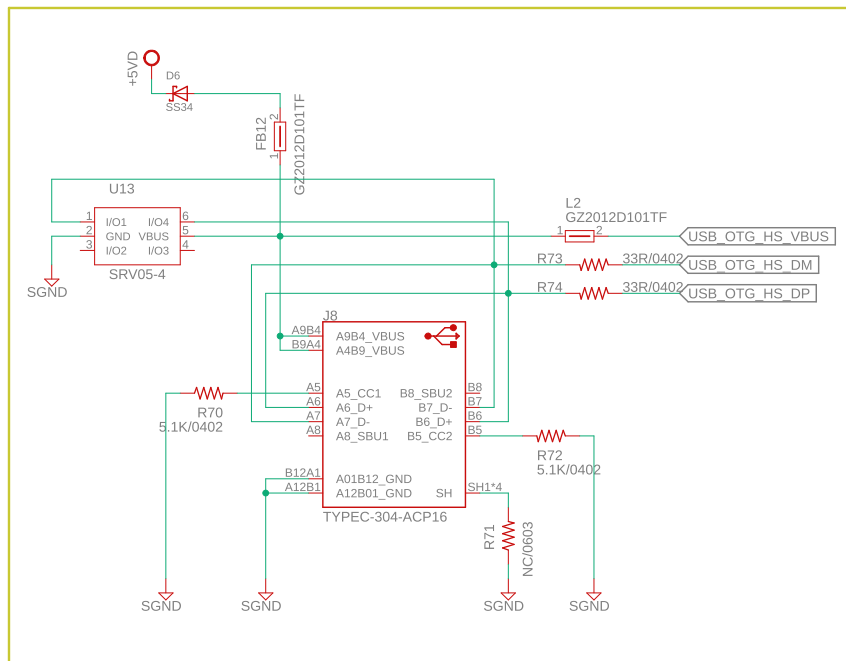 +5VD
D6
SS34
FB12
2
1
GZ2012D101TF
U13
1 I/O1 I/O4 6
2 GND VBUS 5
3 I/O2 I/O3 4
SRV05-4
SGND
L2
GZ2012D101TF
1 2 USB_OTG_HS_VBUS
R73 33R/0402 USB_OTG_HS_DM
R74 33R/0402 USB_OTG_HS_DP
J8
A9B4 A9B4_VBUS
B9A4 A4B9_VBUS
A5 A5_CC1 B8_SBU2 B8
A6 A6_D+ B7_D- B7
A7 A7_D- B6_D+ B6
A8 A8_SBU1 B5_CC2 B5
R70
5.1K/0402
R72
5.1K/0402
B12A1 A01B12_GND
A12B1 A12B01_GND SH SH1*4
TYPEC-304-ACP16
R71
NC/0603
SGND SGND SGND SGND